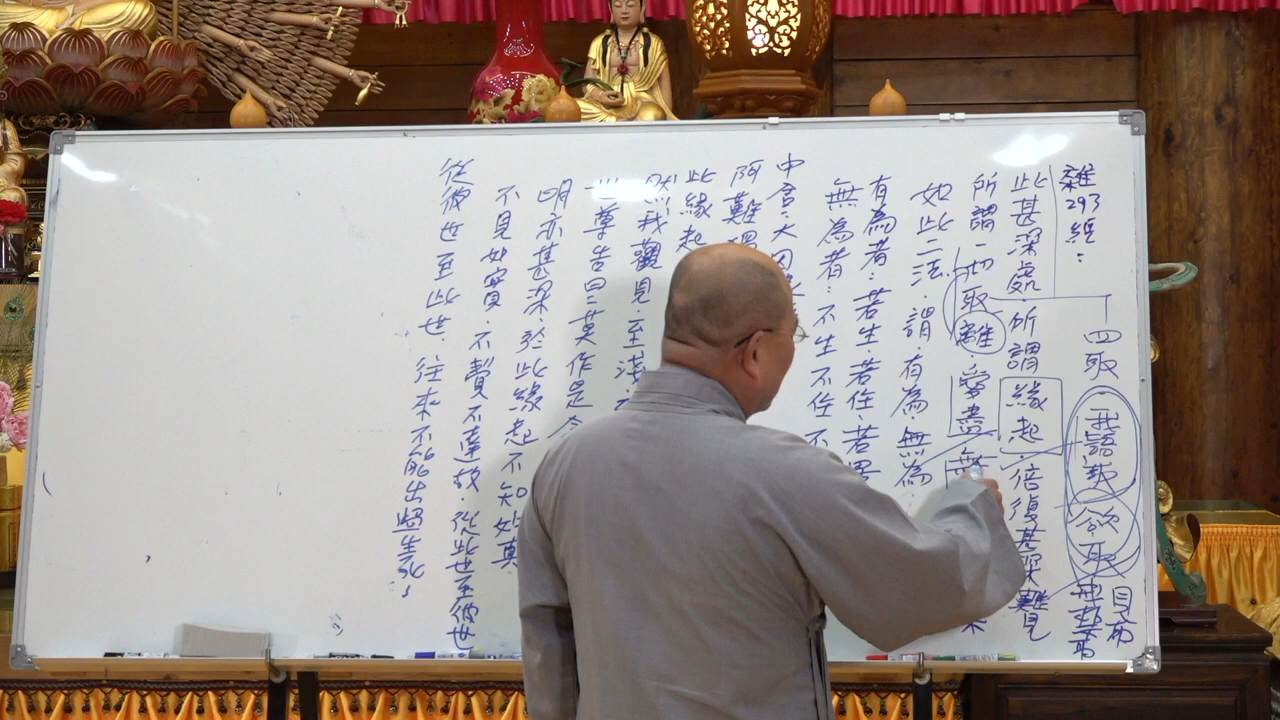 雜293經：
此甚深處．所謂緣起．倍復甚深難見
四取
我語取
欲取
見取
所謂一切取離．愛盡．無
如此二法．謂．有為．無為．
有為者：若生．若住．若異
無為者：不生不住不
中含．大因
阿難
此緣起
然我觀見．至淺
世尊告曰：莫作是念
明亦甚深．於此緣起不知如真
不見如實．不覺不達故．從此世至彼世
從彼世至此世．往來不能出過生死．